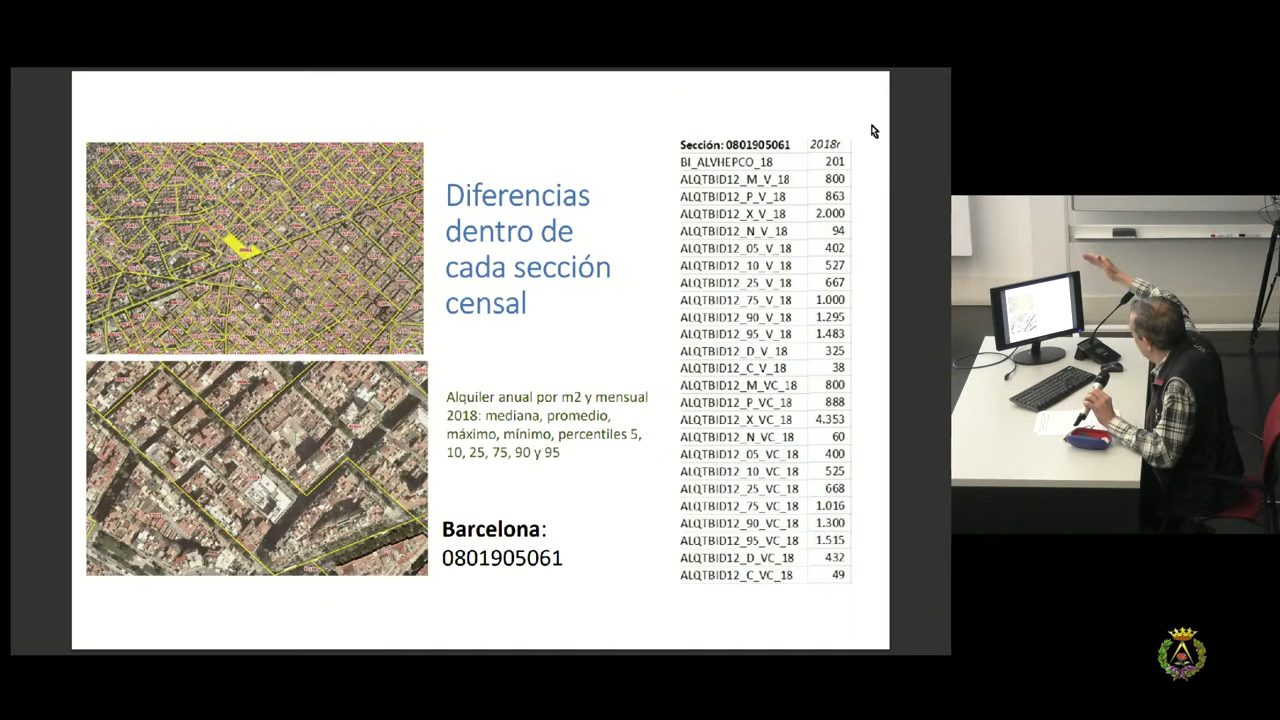 Diferencias
dentro de
cada sección
censal
Alquiler anual por m2 y mensual
2018: mediana, promedio,
máximo, mínimo, percentiles 5,
10, 25, 75, 90 y 95
Barcelona:
0801905061
Sección: 0801905061 2018r
BI_ALVHEPCO_18 201
ALQTBID12_M_V_18 800
ALQTBID12_P_V_18 863
ALQTBID12_X_V_18 2.000
ALQTBID12_N_V_18 94
ALQTBID12_05_V_18 402
ALQTBID12_10_V_18 527
ALQTBID12_25_V_18 667
ALQTBID12_75_V_18 1.000
ALQTBID12_90_V_18 1.295
ALQTBID12_95_V_18 1.483
ALQTBID12_D_V_18 325
ALQTBID12_C_V_18 38
ALQTBID12_M_VC_18 800
ALQTBID12_P_VC_18 888
ALQTBID12_X_VC_18 4.353
ALQTBID12_N_VC_18 60
ALQTBID12_05_VC_18 400
ALQTBID12_10_VC_18 525
ALQTBID12_25_VC_18 668
ALQTBID12_75_VC_18 1.016
ALQTBID12_90_VC_18 1.300
ALQTBID12_95_VC_18 1.515
ALQTBID12_D_VC_18 432
ALQTBID12_C_VC_18 49